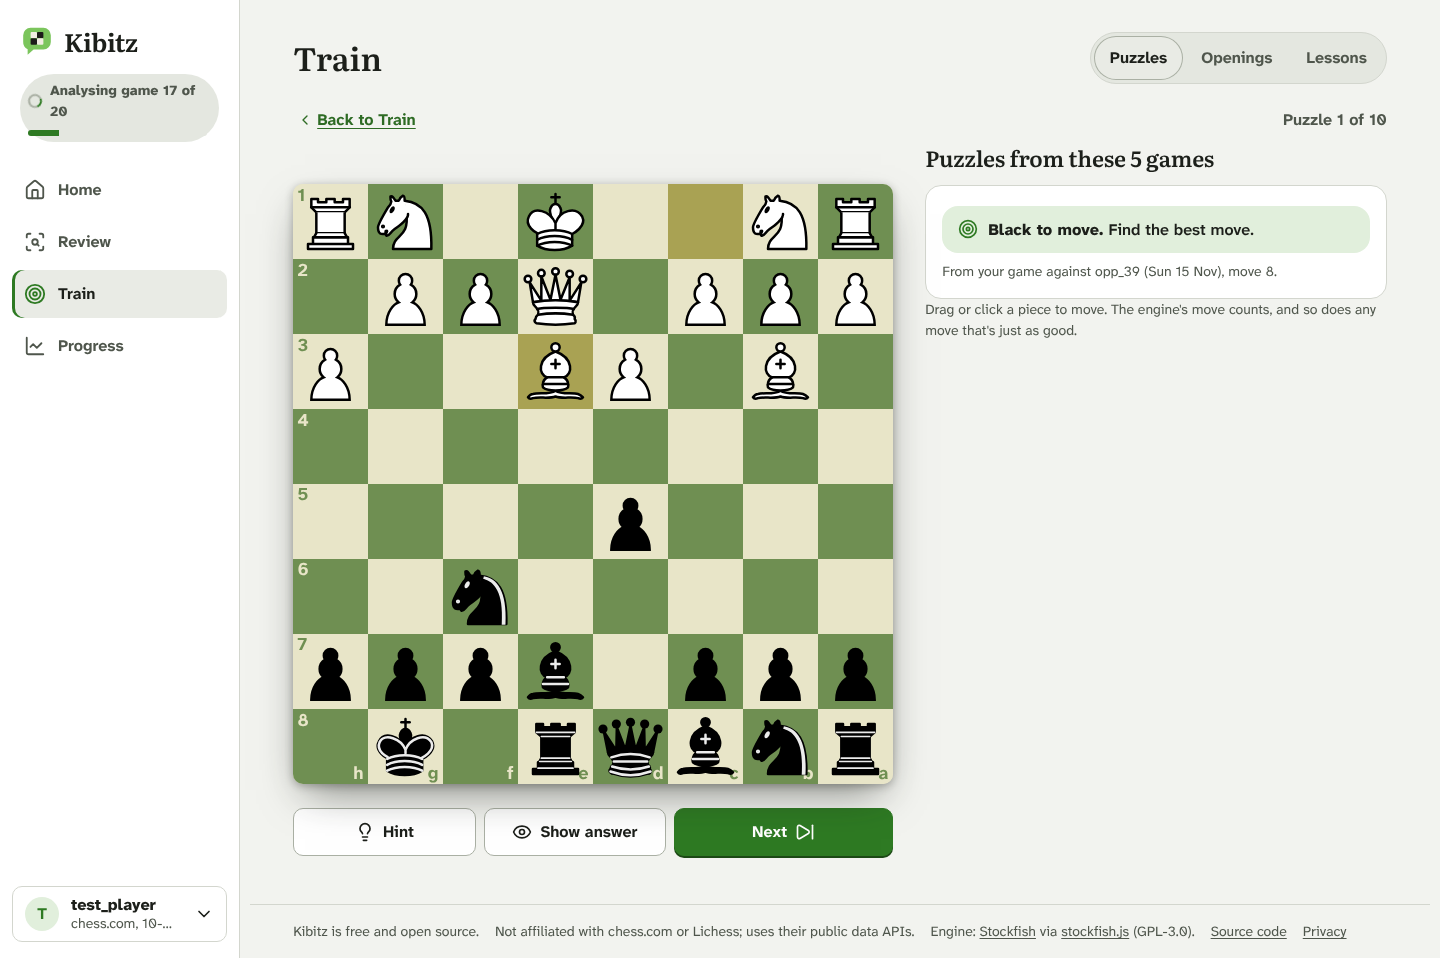 Kibitz
Analysing game 17 of
20
Home
Review
Train
Progress
test_player
chess.com, 10-...
T
Train
Puzzles
Openings
Lessons
Back to Train
Puzzle 1 of 10
1
2
3
4
5
6
7
8
h
g
f
e
d
c
b
a
Hint
Show answer
Next
Puzzles from these 5 games
Black to move. Find the best move.
From your game against opp_39 (Sun 15 Nov), move 8.
Drag or click a piece to move. The engine's move counts, and so does any
move that's just as good.
Kibitz is free and open source. Not affiliated with chess.com or Lichess; uses their public data APIs. Engine: Stockfish via stockfish.js (GPL-3.0). Source code Privacy